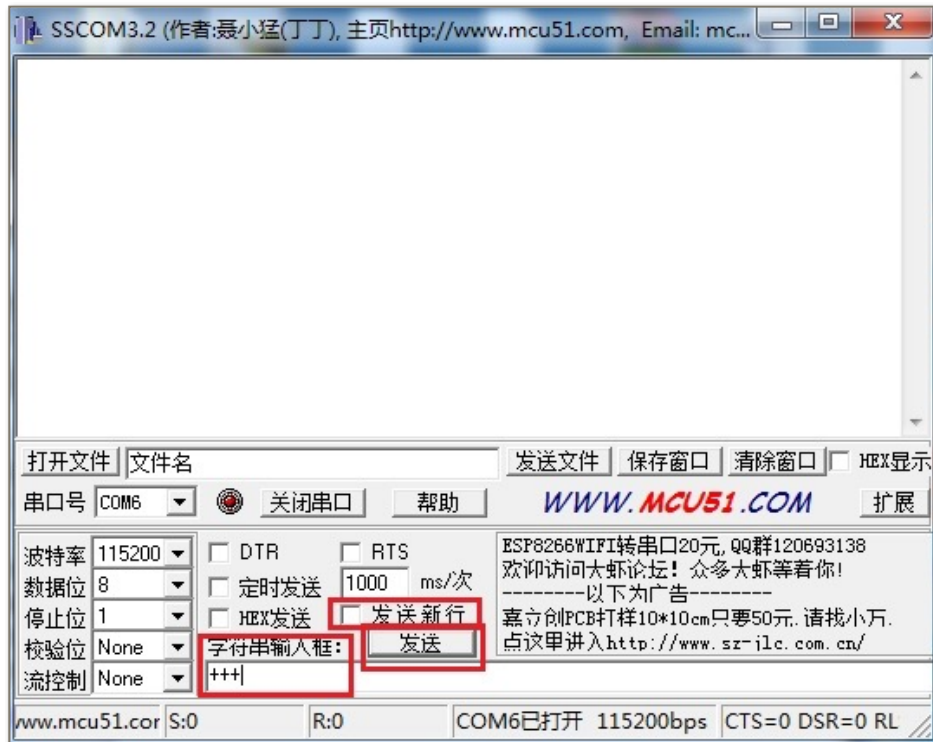 SSCOM3.2 (作者:聂小猛(丁丁), 主页http://www.mcu51.com, Email: mc...
打开文件 文件名 发送文件 保存窗口 清除窗口 HEX显示
串口号 COM6 关闭串口 帮助 WWW.MCU51.COM 扩展
波特率 115200 DTR RTS
数据位 8 定时发送 1000 ms/次
停止位 1 HEX发送 发送新行
校验位 None 字符串输入框: 发送
流控制 None +++
ESP8266WIFI转串口20元,QQ群120693138
欢迎访问大虾论坛! 众多大虾等着你!
--------以下为广告--------
嘉立创PCB打样10*10cm只要50元.请找小万.
点这里进入http://www.sz-jlc.com.cn/
www.mcu51.cor S:0 R:0 COM6已打开 115200bps CTS=0 DSR=0 RL